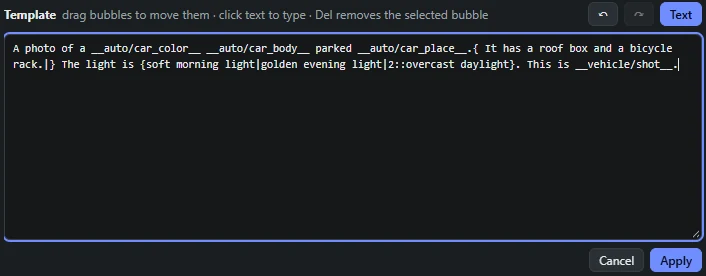 Template drag bubbles to move them · click text to type · Del removes the selected bubble
Text
A photo of a __auto/car_color__ __auto/car_body__ parked __auto/car_place__.{ It has a roof box and a bicycle
rack.|} The light is {soft morning light|golden evening light|2::overcast daylight}. This is __vehicle/shot__.
Cancel Apply